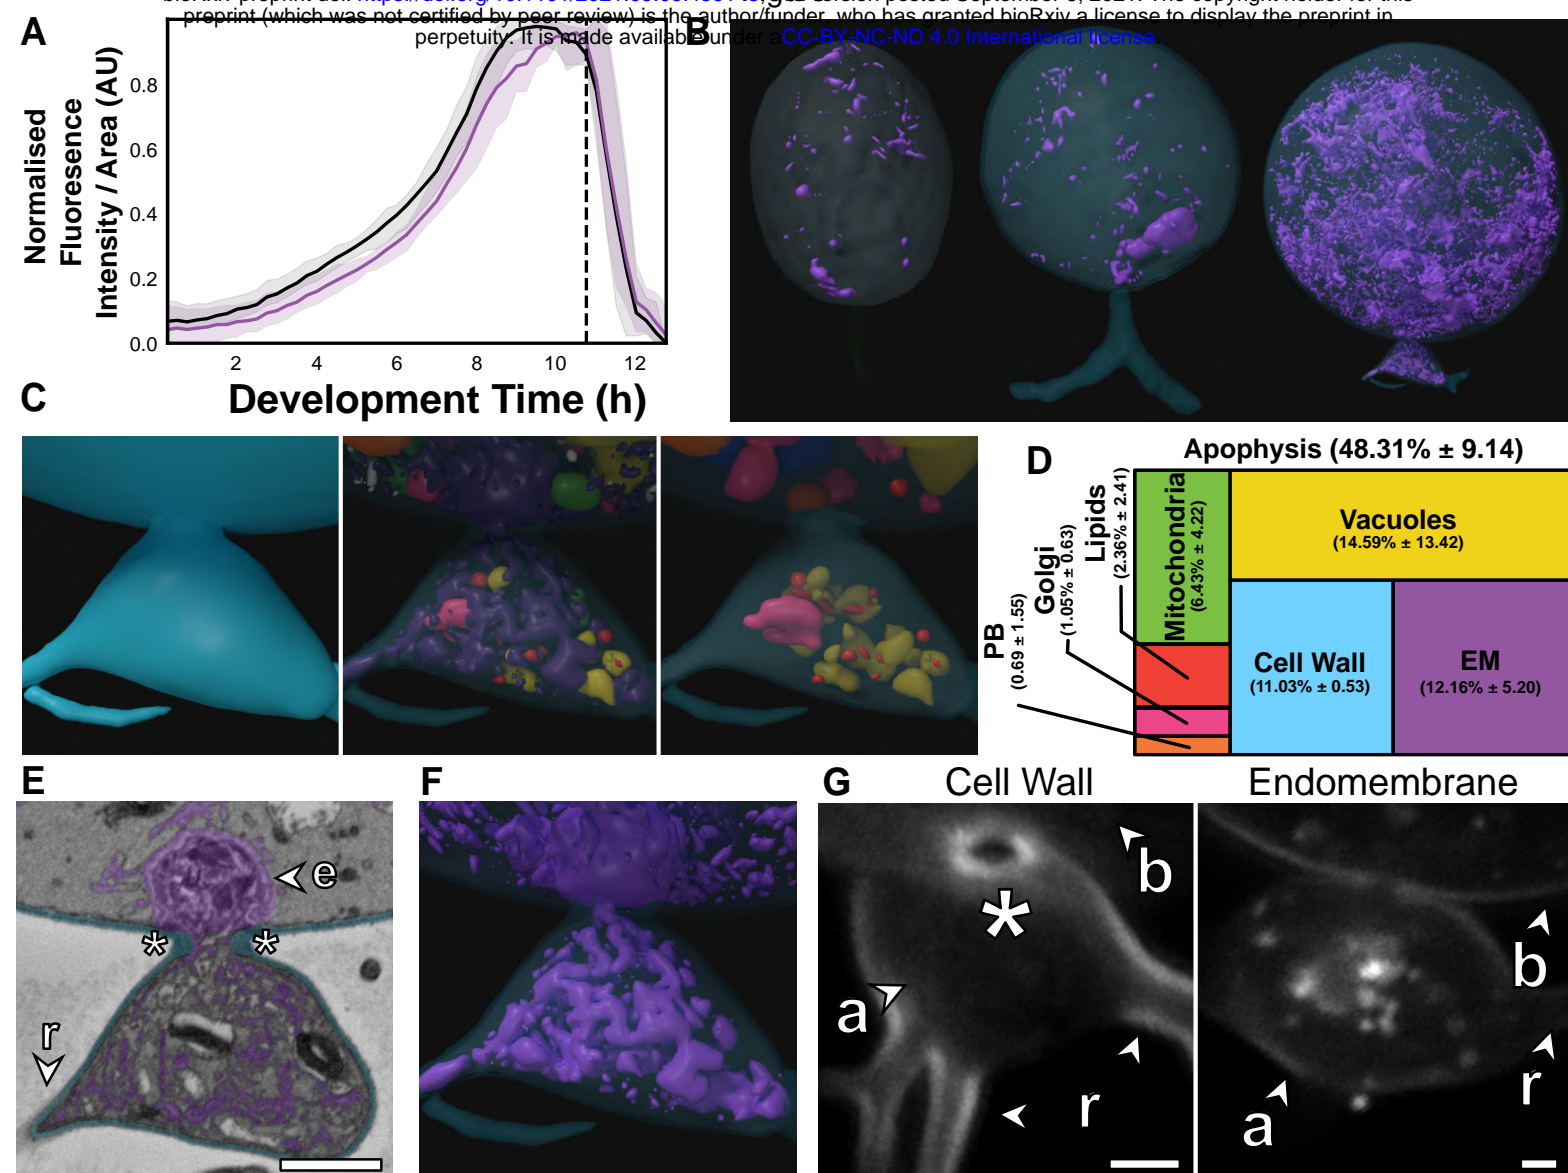 preprint (which was not certified by peer review) is the author/funder, who has granted bioRxiv a license to display the preprint in
perpetuity. It is made available under a CC-BY-NC-ND 4.0 International license.
A
Normalised
Fluoresence
Intensity / Area (AU)
0.8
0.6
0.4
0.2
0.0
2 4 6 8 10 12
Development Time (h)
B
C
D
Apophysis (48.31% ± 9.14)
PB
(0.69 ± 1.55)
Golgi
(1.05% ± 0.63)
Lipids
(2.36% ± 2.41)
Mitochondria
(6.43% ± 4.22)
Vacuoles
(14.59% ± 13.42)
Cell Wall
(11.03% ± 0.53)
EM
(12.16% ± 5.20)
E
e
* *
r
F
G
Cell Wall
b
*
a
r
Endomembrane
b
r
a